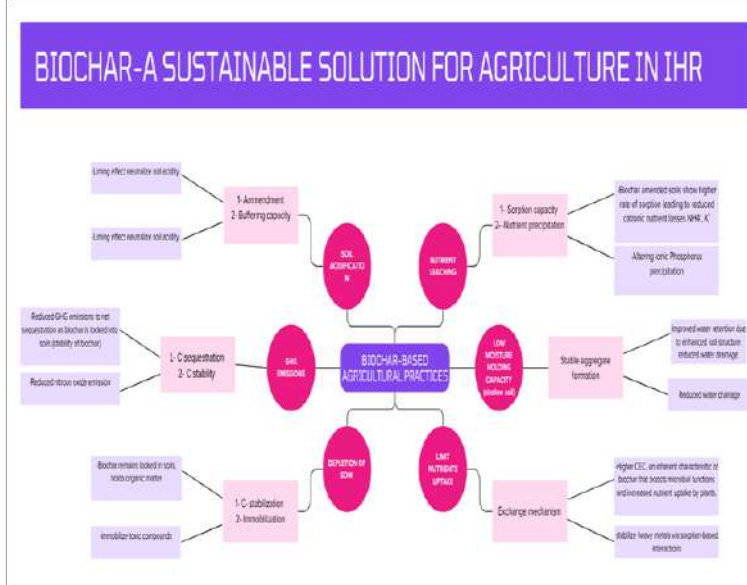 BIOCHAR-A SUSTAINABLE SOLUTION FOR AGRICULTURE IN IHR
-Liming effect neutralize soil acidity
-Liming effect neutralize soil acidity
1- Ammendment
2- Buffering capacity
SOIL
ACIDIFICATIO
N
NUTRIENT
LEACHING
1- Sorption capacity
2- Nutrient precipitation
-Biochar amended soils show higher
rate of sorption leading to reduced
cationic nutrient losses
-Altering ionic Phosphorus
precipitation
Reduced GHG emissions to net
sequestration as biochar is locked into
soils (stability of biochar)
Reduced nitrous oxide emission
1- C sequestration
2- C stability
GHG
EMISSIONS
BIOCHAR-BASED
AGRICULTURAL PRACTICES
LOW
MOISTURE
HOLDING
CAPACITY
(shallow soil)
Stable aggregate
formation
Improved water retention due
to enhanced soil structure
reduced water drainage
Reduced water drainage
-Biochar remains locked in soils,
holds organic matter
immobilize toxic compounds
1- C- stabilization
2- Immobilization
DEPLETION OF
SOM
LIMIT
NUTRIENTS
UPTAKE
Exchange mechanism
-Higher CEC, an inherent characteristic of
biochar that boosts microbial functions
and increased nutrient uptake by plants.
stabilize heavy metals via sorption-based
interactions